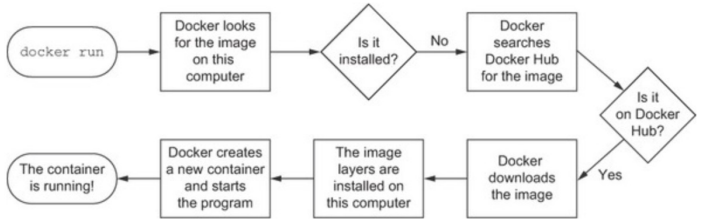 docker run
Docker looks
for the image
on this
computer
Is it
installed?
No
Docker
searches
Docker Hub
for the image
Is it
on Docker
Hub?
Yes
Docker
downloads
the image
The image
layers are
installed on
this computer
Docker creates
a new container
and starts
the program
The container
is running!